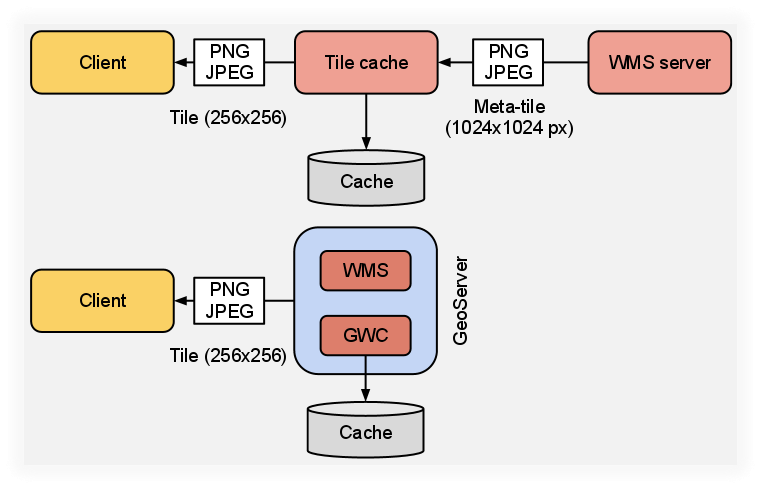 Client
PNG
JPEG
Tile cache
PNG
JPEG
WMS server
Tile (256x256)
Meta-tile
(1024x1024 px)
Cache
Client
PNG
JPEG
WMS
GWC
GeoServer
Tile (256x256)
Cache